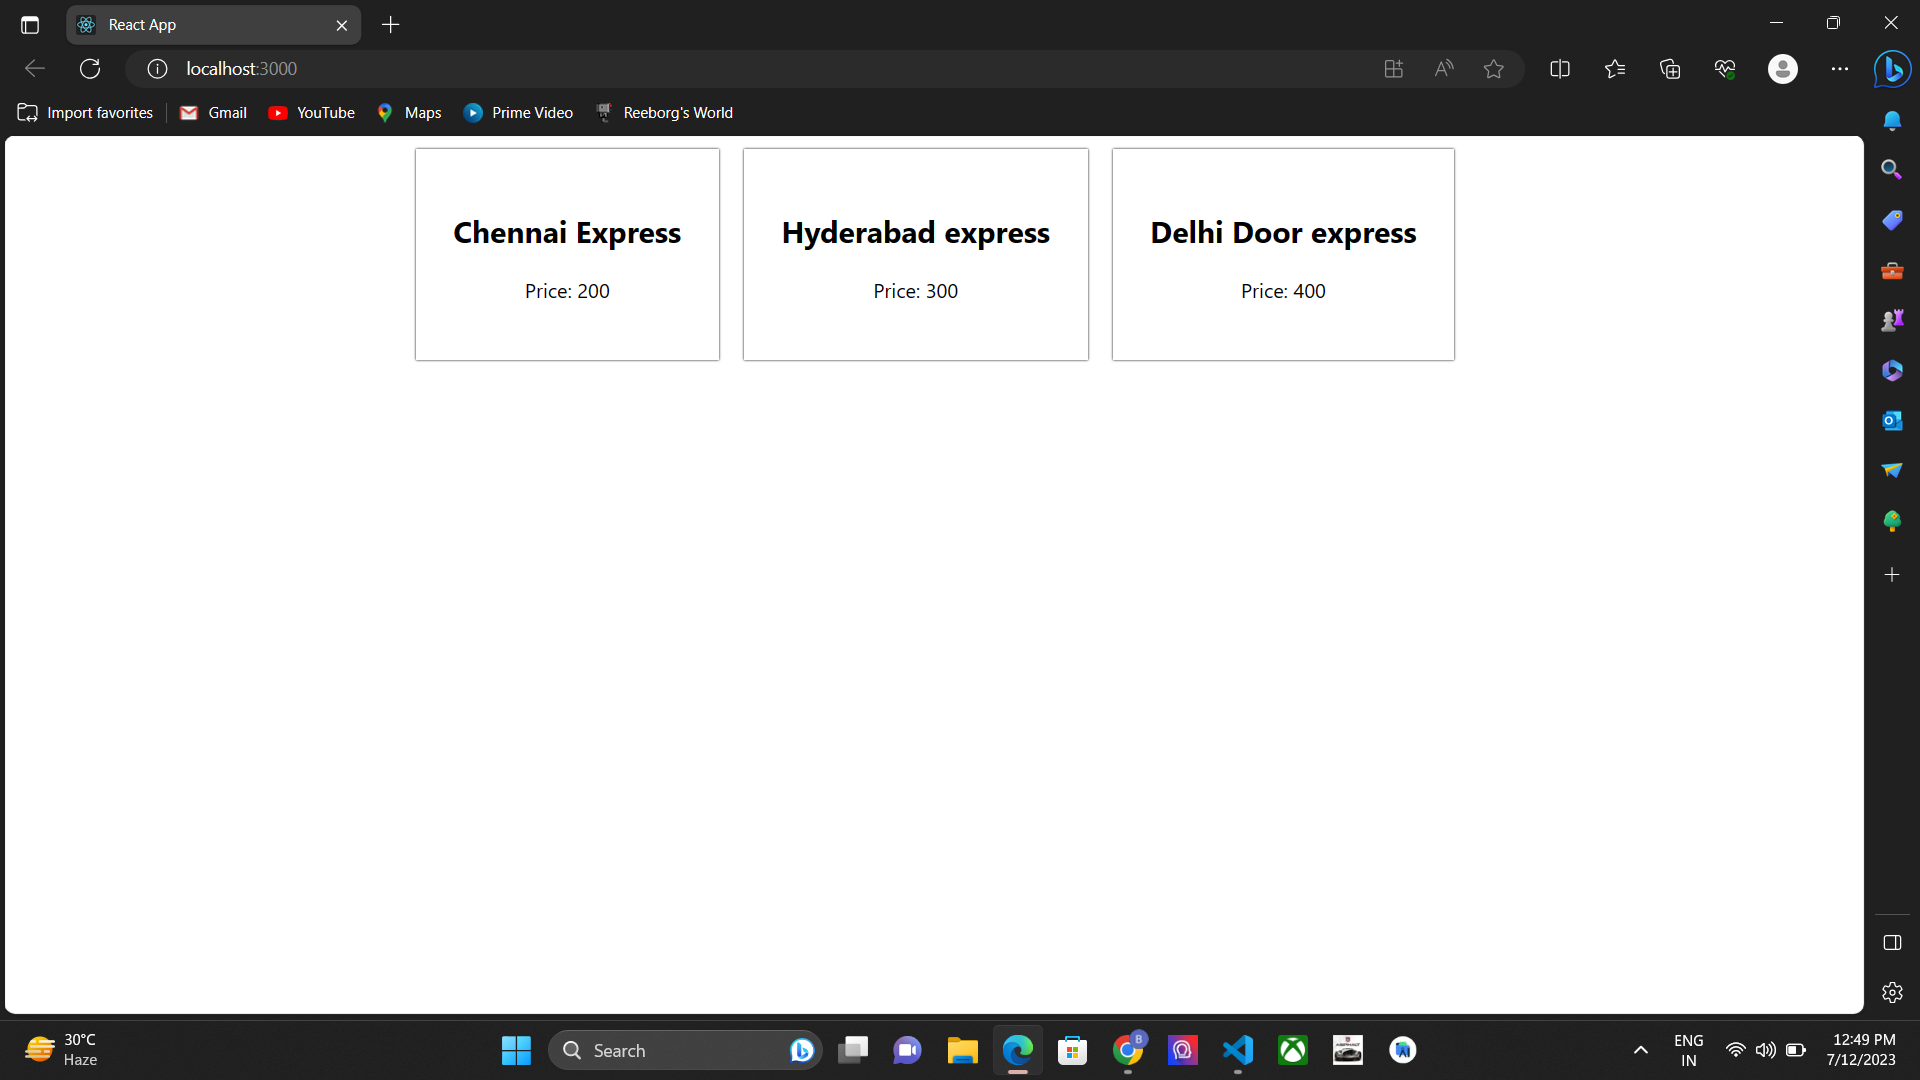 React App
localhost:3000
Import favorites
Gmail
YouTube
Maps
Prime Video
Reeborg's World
Chennai Express
Price: 200
Hyderabad express
Price: 300
Delhi Door express
Price: 400
30°C
Haze
Search
B
ENG
IN
12:49 PM
7/12/2023